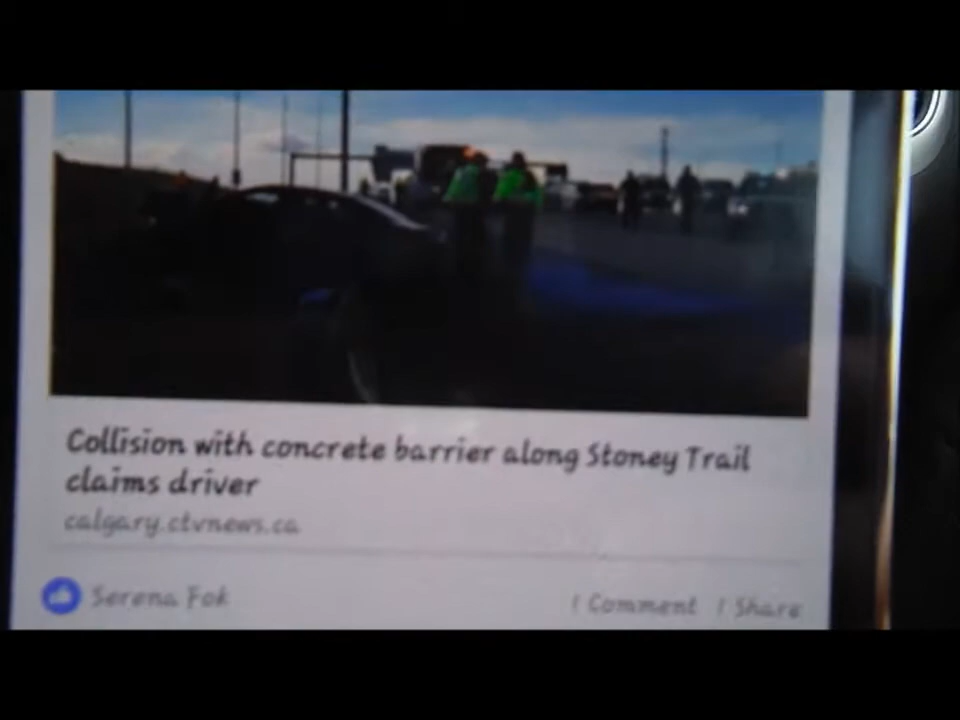 Collision with concrete barrier along Stoney Trail
claims driver
calgary.ctvnews.ca
Serena Fok
1 Comment 1 Share